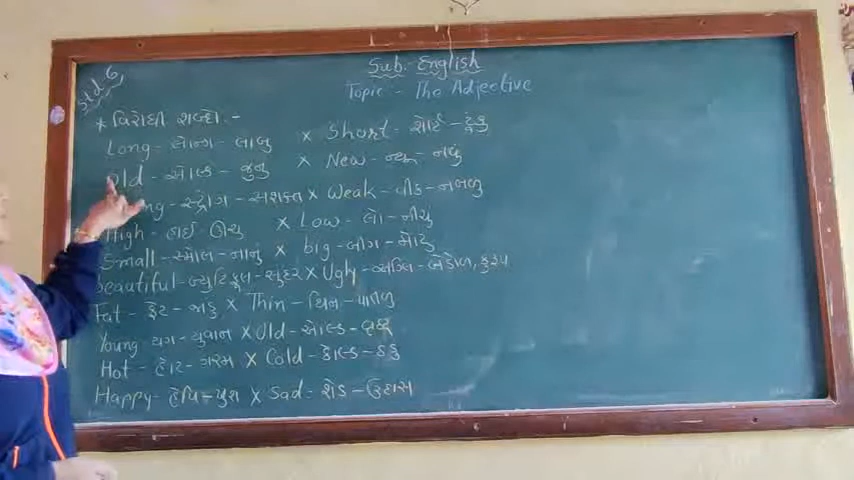 Std-6
Sub:- English
Topic - The Adjective
* વિરોધી શબ્દો :-
Long - લોન્ગ - લાંબુ × Short - શોર્ટ - ટૂંકુ
Old - ઓલ્ડ - જુનુ × New - ન્યૂ - નવું
ng - સ્ટ્રોંગ - સશક્ત × Weak - વીક - નબળુ
High - હાઈ ઊંચુ × Low - લો - નીચુ
Small - સ્મોલ - નાનું × big - બીગ - મોટું
beautiful - બ્યુટિફૂલ - સુંદર × Ugly - અગ્લિ - બેડોળ, કુરૂપ
Fat - ફેટ - જાડુ × Thin - થિન - પાતળુ
Young યંગ - યુવાન × Old - ઓલ્ડ - વૃદ્ધ
Hot - હોટ - ગરમ × Cold - કોલ્ડ - ઠંડુ
Happy - હેપિ - ખુશ × Sad - સેડ - ઉદાસ